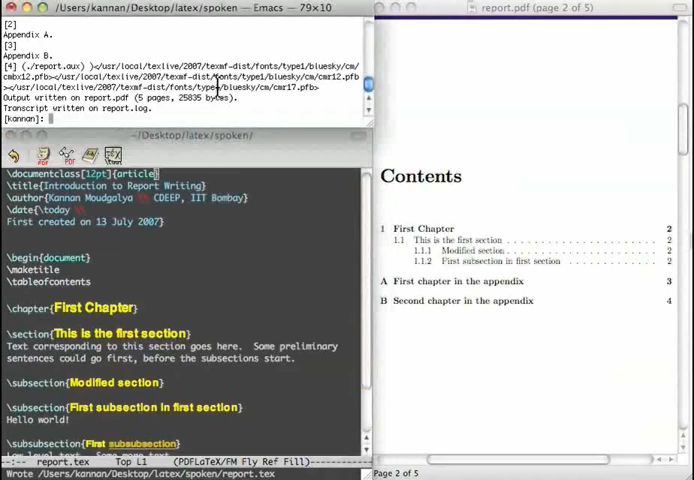 /Users/kannan/Desktop/latex/spoken — Emacs — 79×10
[2]
Appendix A.
[3]
Appendix B.
[4] (./report.aux) )</usr/local/texlive/2007/texmf-dist/fonts/type1/bluesky/cm/
cmbx12.pfb></usr/local/texlive/2007/texmf-dist/fonts/type1/bluesky/cm/cmr12.pfb
></usr/local/texlive/2007/texmf-dist/fonts/type1/bluesky/cm/cmr17.pfb>
Output written on report.pdf (5 pages, 25835 bytes).
Transcript written on report.log.
[kannan]:
~/Desktop/latex/spoken/
\documentclass[12pt]{article}
\title{Introduction to Report Writing}
\author{Kannan Moudgalya \\ CDEEP, IIT Bombay}
\date{\today \\
First created on 13 July 2007}
\begin{document}
\maketitle
\tableofcontents
\chapter{First Chapter}
\section{This is the first section}
Text corresponding to this section goes here.  Some preliminary
sentences could go first, before the subsections start.
\subsection{Modified section}
\subsection{First subsection in first section}
Hello world!
\subsubsection{First subsubsection}
Low level text.  Some more text.
--:--  report.tex  Top L1  (PDFLaTeX/FM Fly Ref Fill)
Wrote /Users/kannan/Desktop/latex/spoken/report.tex
report.pdf (page 2 of 5)
Contents
1 First Chapter 2
1.1 This is the first section 2
1.1.1 Modified section 2
1.1.2 First subsection in first section 2
A First chapter in the appendix 3
B Second chapter in the appendix 4
Page 2 of 5